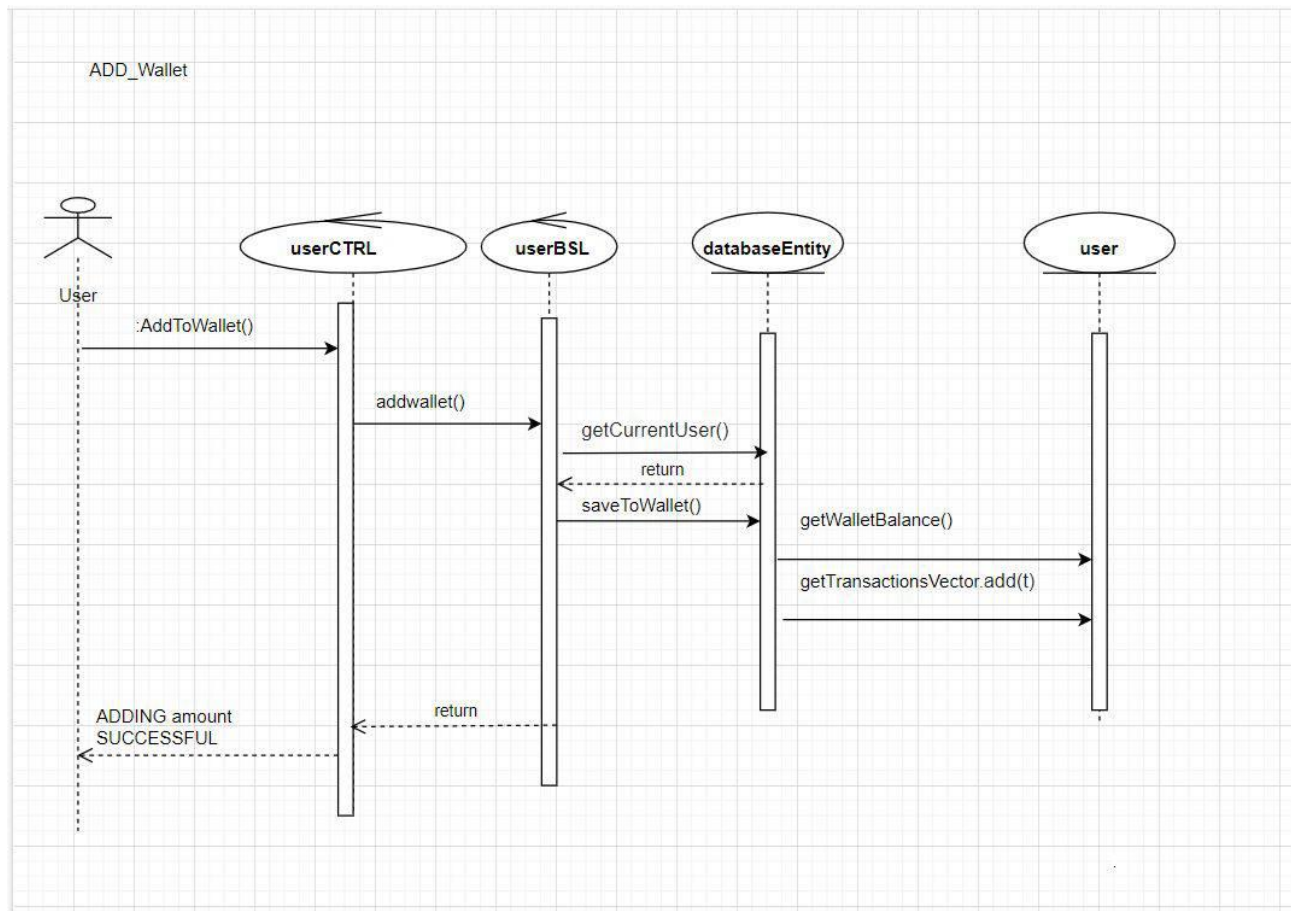 ADD_Wallet
userCTRL
userBSL
databaseEntity
user
User
:AddToWallet()
addwallet()
getCurrentUser()
return
saveToWallet()
getWalletBalance()
getTransactionsVector.add(t)
return
ADDING amount
SUCCESSFUL